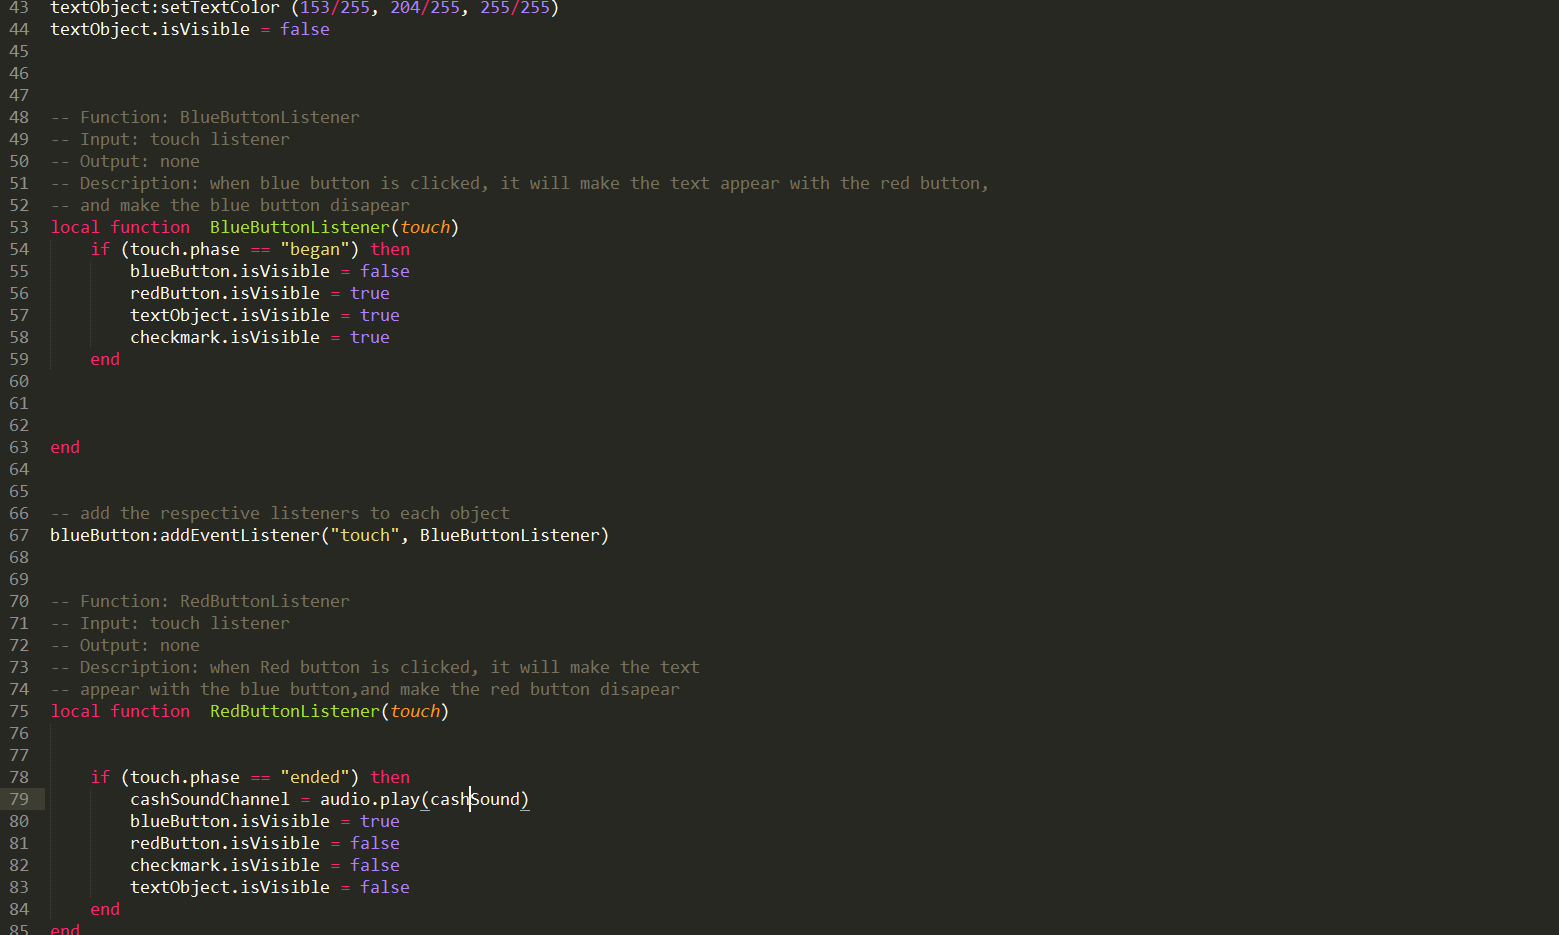 43 textObject:setTextColor (153/255, 204/255, 255/255)
44 textObject.isVisible = false
45
46
47
48 -- Function: BlueButtonListener
49 -- Input: touch listener
50 -- Output: none
51 -- Description: when blue button is clicked, it will make the text appear with the red button,
52 -- and make the blue button disapear
53 local function  BlueButtonListener(touch)
54     if (touch.phase == "began") then
55         blueButton.isVisible = false
56         redButton.isVisible = true
57         textObject.isVisible = true
58         checkmark.isVisible = true
59     end
60
61
62
63 end
64
65
66 -- add the respective listeners to each object
67 blueButton:addEventListener("touch", BlueButtonListener)
68
69
70 -- Function: RedButtonListener
71 -- Input: touch listener
72 -- Output: none
73 -- Description: when Red button is clicked, it will make the text
74 -- appear with the blue button,and make the red button disapear
75 local function  RedButtonListener(touch)
76
77
78     if (touch.phase == "ended") then
79         cashSoundChannel = audio.play(cashSound)
80         blueButton.isVisible = true
81         redButton.isVisible = false
82         checkmark.isVisible = false
83         textObject.isVisible = false
84     end
85 end